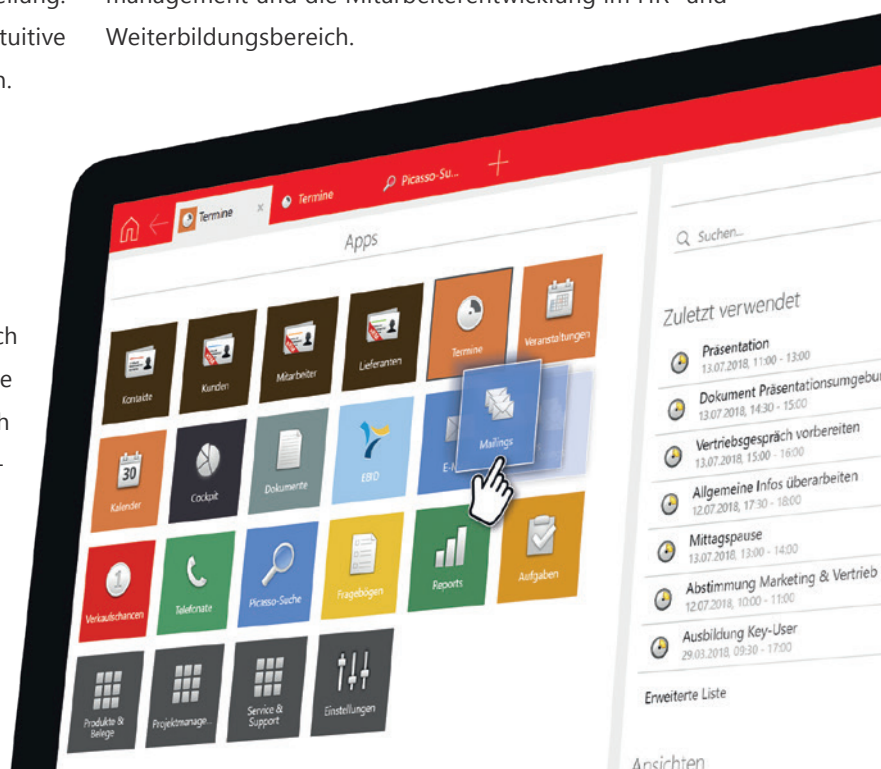 management und die Mitarbeiterentwicklung im HR- und
Weiterbildungsbereich.
Termine
Termine
Picasso-Su...
Apps
Kontakte
Kunden
Mitarbeiter
Lieferanten
Termine
Veranstaltungen
30
Kalender
Cockpit
Dokumente
EBID
Mailings
1
Verkaufschancen
Telefonate
Picasso-Suche
Fragebögen
Reports
Aufgaben
Produkte &
Belege
Projektmanage...
Service &
Support
Einstellungen
Suchen...
Zuletzt verwendet
Präsentation
13.07.2018, 11:00 - 13:00
Dokument Präsentationsumgebu
13.07.2018, 14:30 - 15:00
Vertriebsgespräch vorbereiten
13.07.2018, 15:00 - 16:00
Allgemeine Infos überarbeiten
12.07.2018, 17:30 - 18:00
Mittagspause
13.07.2018, 13:00 - 14:00
Abstimmung Marketing & Vertrieb
12.07.2018, 10:00 - 11:00
Ausbildung Key-User
29.03.2018, 09:30 - 17:00
Erweiterte Liste
Ansichten